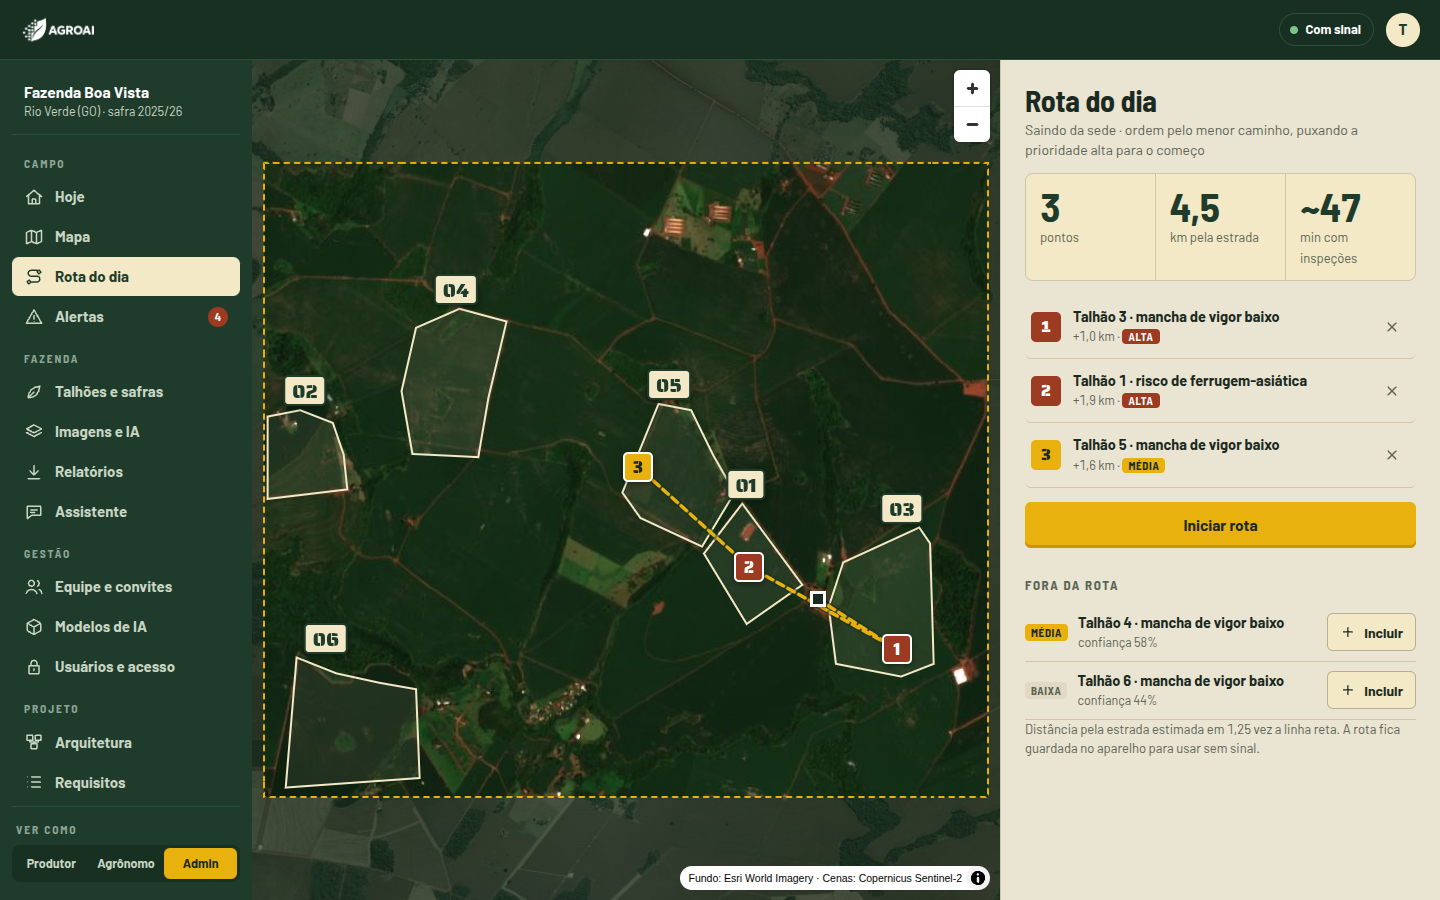 AGROAI
Com sinal
T
Fazenda Boa Vista
Rio Verde (GO) · safra 2025/26
CAMPO
Hoje
Mapa
Rota do dia
Alertas
4
FAZENDA
Talhões e safras
Imagens e IA
Relatórios
Assistente
GESTÃO
Equipe e convites
Modelos de IA
Usuários e acesso
PROJETO
Arquitetura
Requisitos
VER COMO
Produtor Agrônomo Admin
+
−
04
02
05
3
01
03
2
1
06
Fundo: Esri World Imagery · Cenas: Copernicus Sentinel-2
Rota do dia
Saindo da sede · ordem pelo menor caminho, puxando a
prioridade alta para o começo
3
pontos
4,5
km pela estrada
~47
min com
inspeções
1
Talhão 3 · mancha de vigor baixo
+1,0 km · ALTA
2
Talhão 1 · risco de ferrugem-asiática
+1,9 km · ALTA
3
Talhão 5 · mancha de vigor baixo
+1,6 km · MÉDIA
Iniciar rota
FORA DA ROTA
MÉDIA
Talhão 4 · mancha de vigor baixo
confiança 58%
+ Incluir
BAIXA
Talhão 6 · mancha de vigor baixo
confiança 44%
+ Incluir
Distância pela estrada estimada em 1,25 vez a linha reta. A rota fica
guardada no aparelho para usar sem sinal.